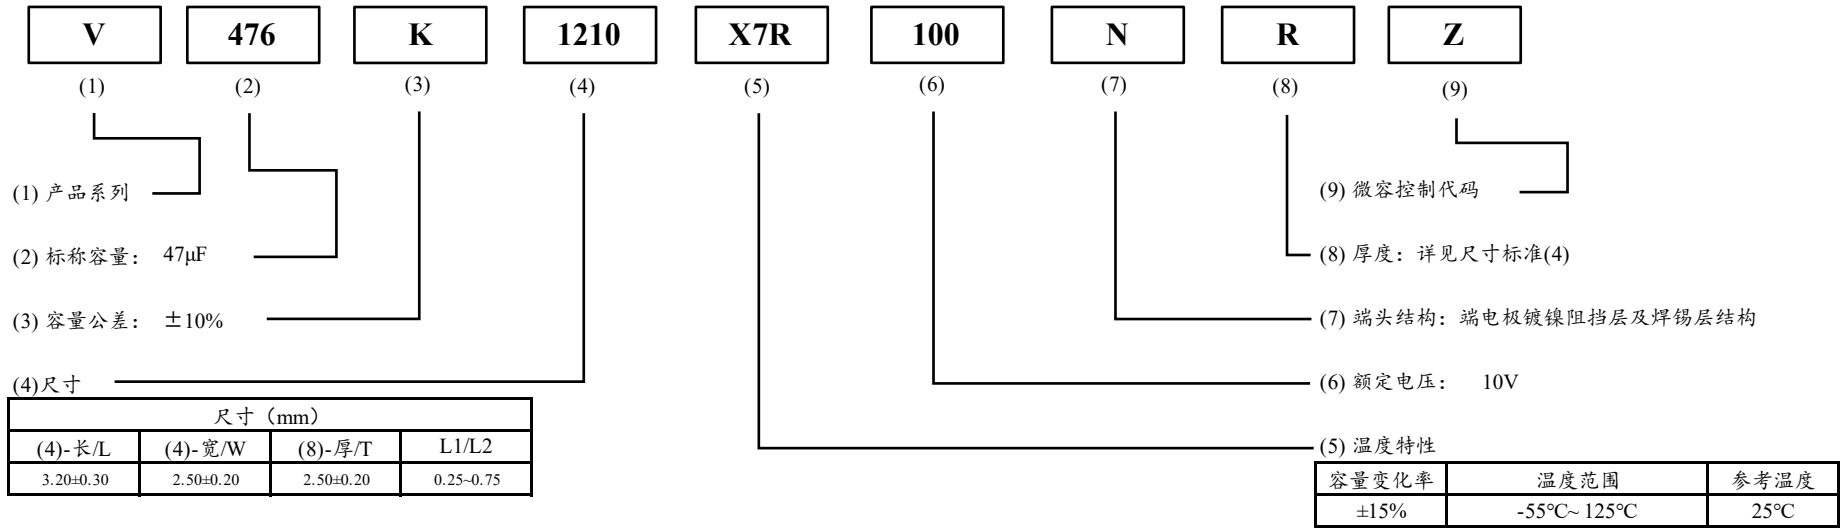 V 476 K 1210 X7R 100 N R Z
(1) (2) (3) (4) (5) (6) (7) (8) (9)
(1) 产品系列
(2) 标称容量： 47μF
(3) 容量公差： ±10%
(4)尺寸
尺寸（mm）
(4)-长/L (4)-宽/W (8)-厚/T L1/L2
3.20±0.30 2.50±0.20 2.50±0.20 0.25~0.75
(9) 微容控制代码
(8) 厚度：详见尺寸标准(4)
(7) 端头结构：端电极镀镍阻挡层及焊锡层结构
(6) 额定电压： 10V
(5) 温度特性
容量变化率 温度范围 参考温度
±15% -55°C~ 125°C 25°C